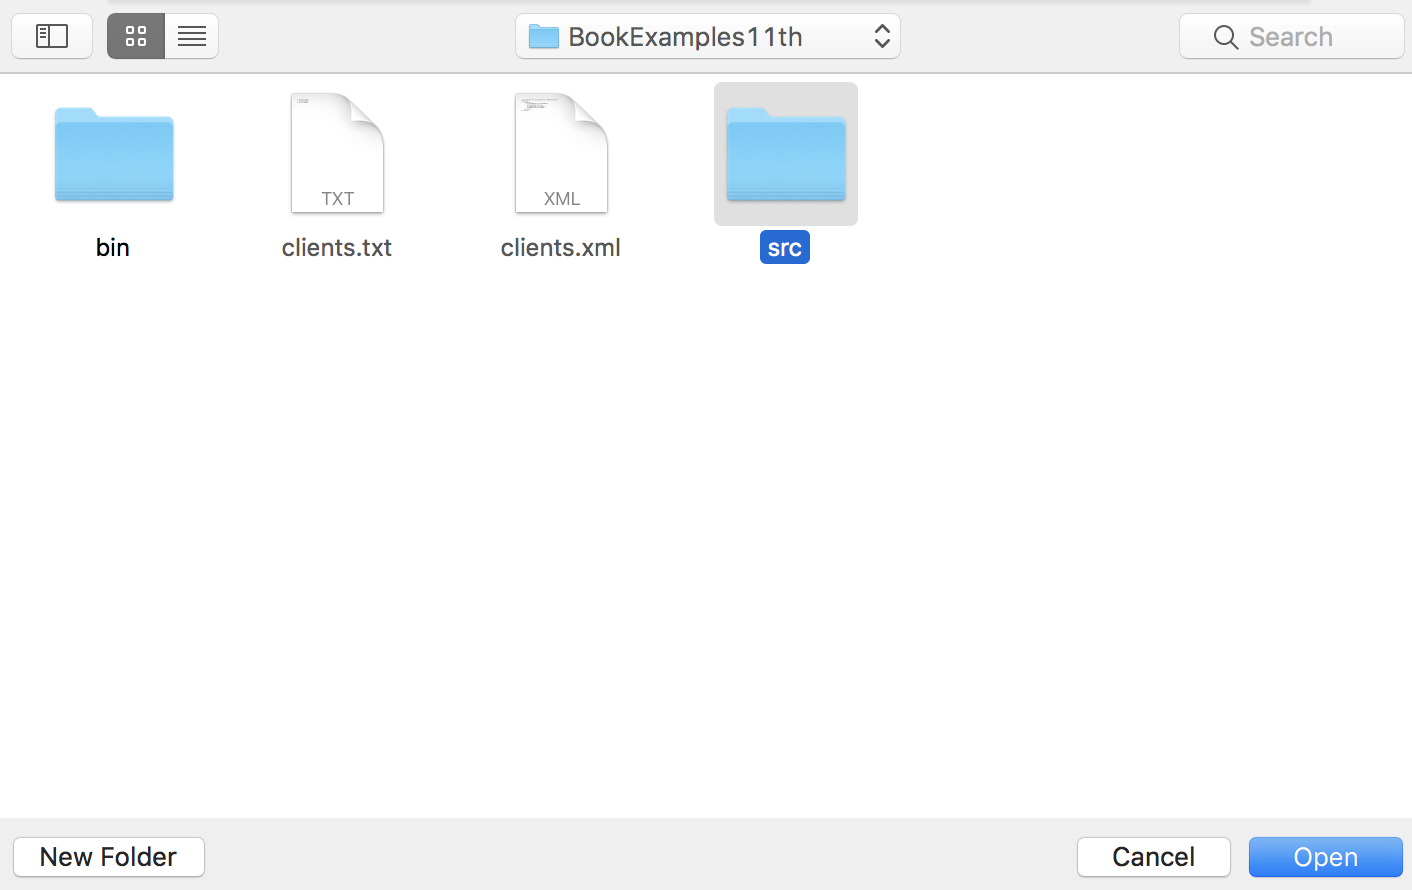 BookExamples11th
Search
TXT
XML
bin
clients.txt
clients.xml
src
New Folder
Cancel
Open